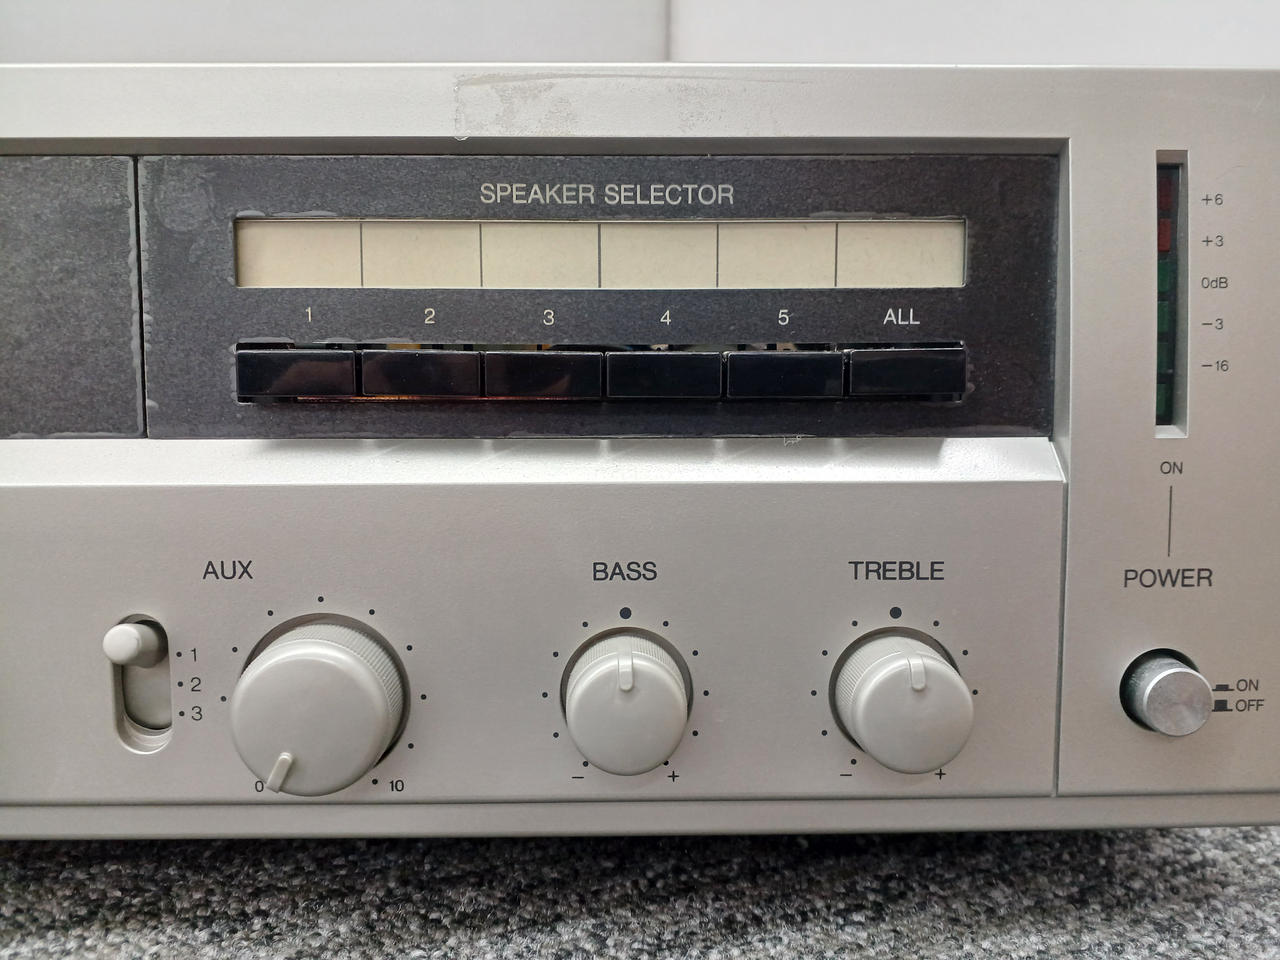 SPEAKER SELECTOR
1 2 3 4 5 ALL
+6
+3
0dB
−3
−16
ON
POWER
ON
OFF
AUX
1
2
3
0 10
BASS
− +
TREBLE
− +